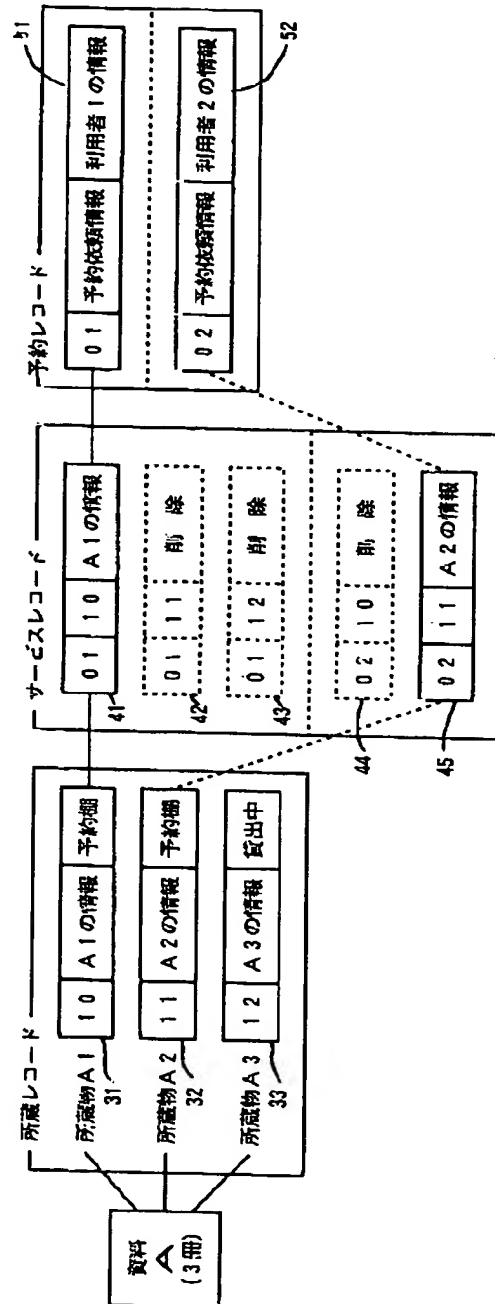 資料
A
(3冊)
所蔵レコード
所蔵物A1
31
10 A1の情報 予約棚
所蔵物A2
32
11 A2の情報 予約棚
所蔵物A3
33
12 A3の情報 貸出中
サービスレコード
01 10 A1の情報
41
01 11 削除
42
01 12 削除
43
02 10 削除
44
02 11 A2の情報
45
予約レコード
51
01 予約依頼情報 利用者1の情報
02 予約依頼情報 利用者2の情報
52